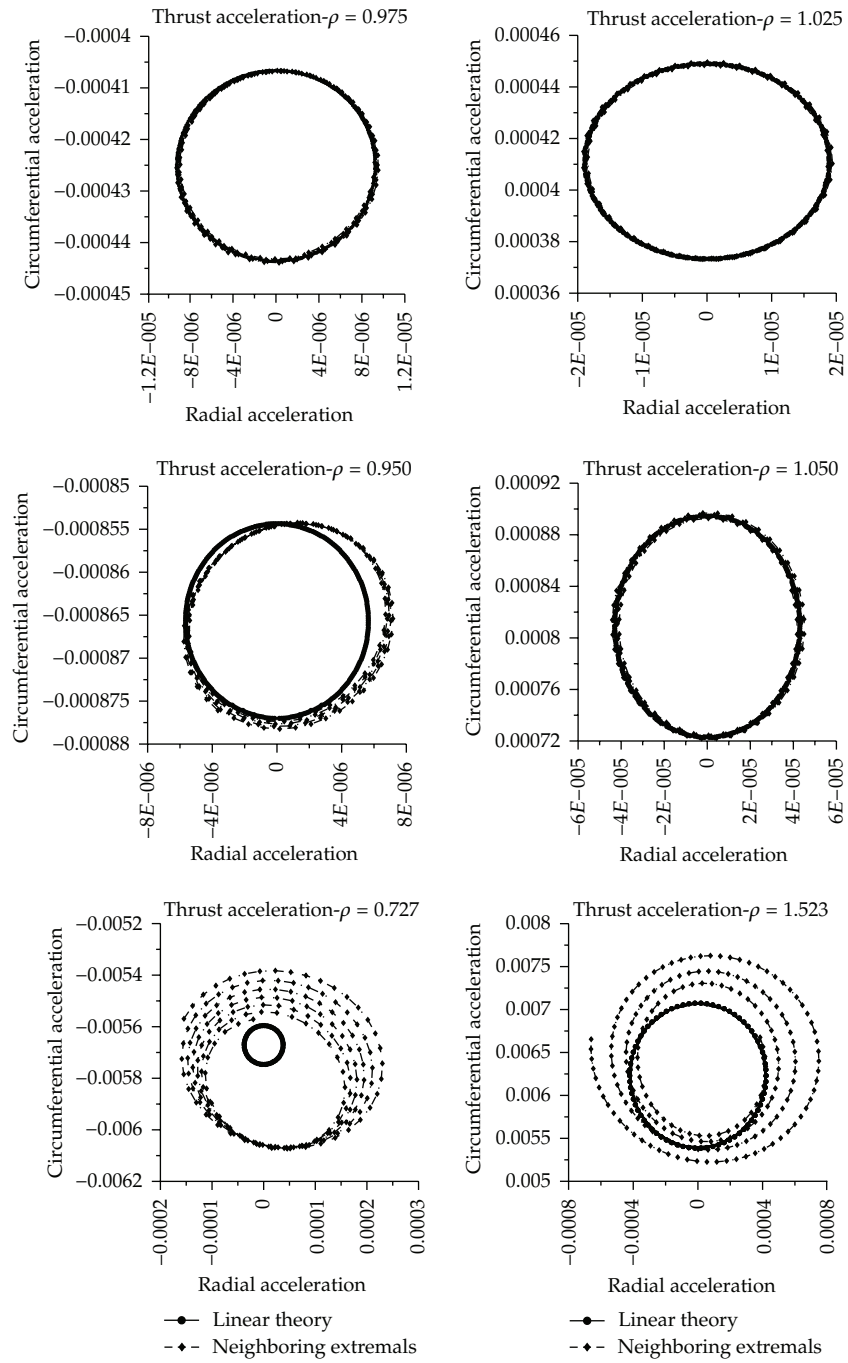 Thrust acceleration-ρ = 0.975
Circumferential acceleration
−0.0004
−0.00041
−0.00042
−0.00043
−0.00044
−0.00045
−1.2E−005
−8E−006
−4E−006
0
4E−006
8E−006
1.2E−005
Radial acceleration
Thrust acceleration-ρ = 1.025
Circumferential acceleration
0.00046
0.00044
0.00042
0.0004
0.00038
0.00036
−2E−005
−1E−005
0
1E−005
2E−005
Radial acceleration
Thrust acceleration-ρ = 0.950
Circumferential acceleration
−0.00085
−0.000855
−0.00086
−0.000865
−0.00087
−0.000875
−0.00088
−8E−006
−4E−006
0
4E−006
8E−006
Radial acceleration
Thrust acceleration-ρ = 1.050
Circumferential acceleration
0.00092
0.00088
0.00084
0.0008
0.00076
0.00072
−6E−005
−4E−005
−2E−005
0
2E−005
4E−005
6E−005
Radial acceleration
Thrust acceleration-ρ = 0.727
Circumferential acceleration
−0.0052
−0.0054
−0.0056
−0.0058
−0.006
−0.0062
−0.0002
−0.0001
0
0.0001
0.0002
0.0003
Radial acceleration
Linear theory
Neighboring extremals
Thrust acceleration-ρ = 1.523
Circumferential acceleration
0.008
0.0075
0.007
0.0065
0.006
0.0055
0.005
−0.0008
−0.0004
0
0.0004
0.0008
Radial acceleration
Linear theory
Neighboring extremals